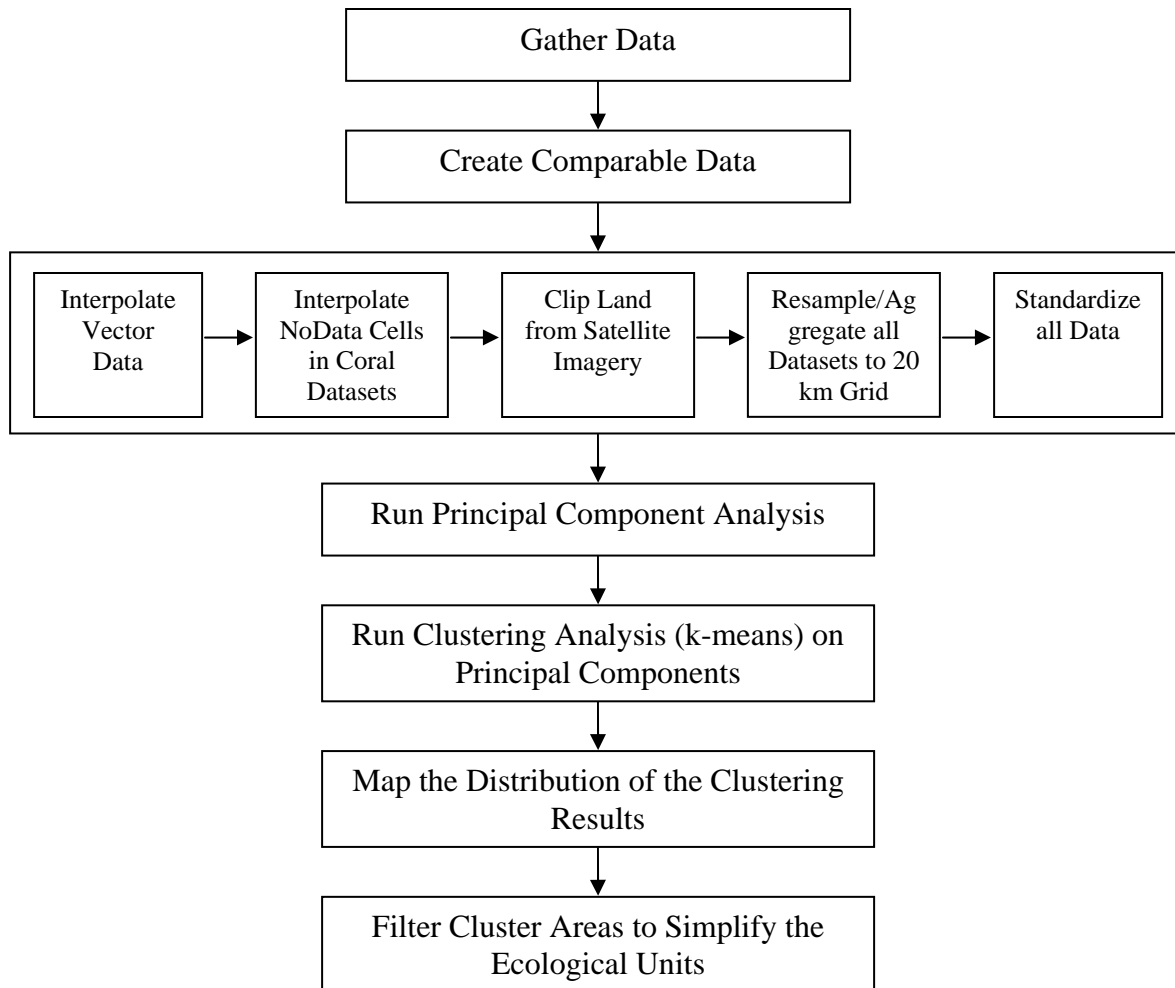 Gather Data
Create Comparable Data
Interpolate
Vector
Data
Interpolate
NoData Cells
in Coral
Datasets
Clip Land
from Satellite
Imagery
Resample/Ag
gregate all
Datasets to 20
km Grid
Standardize
all Data
Run Principal Component Analysis
Run Clustering Analysis (k-means) on
Principal Components
Map the Distribution of the Clustering
Results
Filter Cluster Areas to Simplify the
Ecological Units